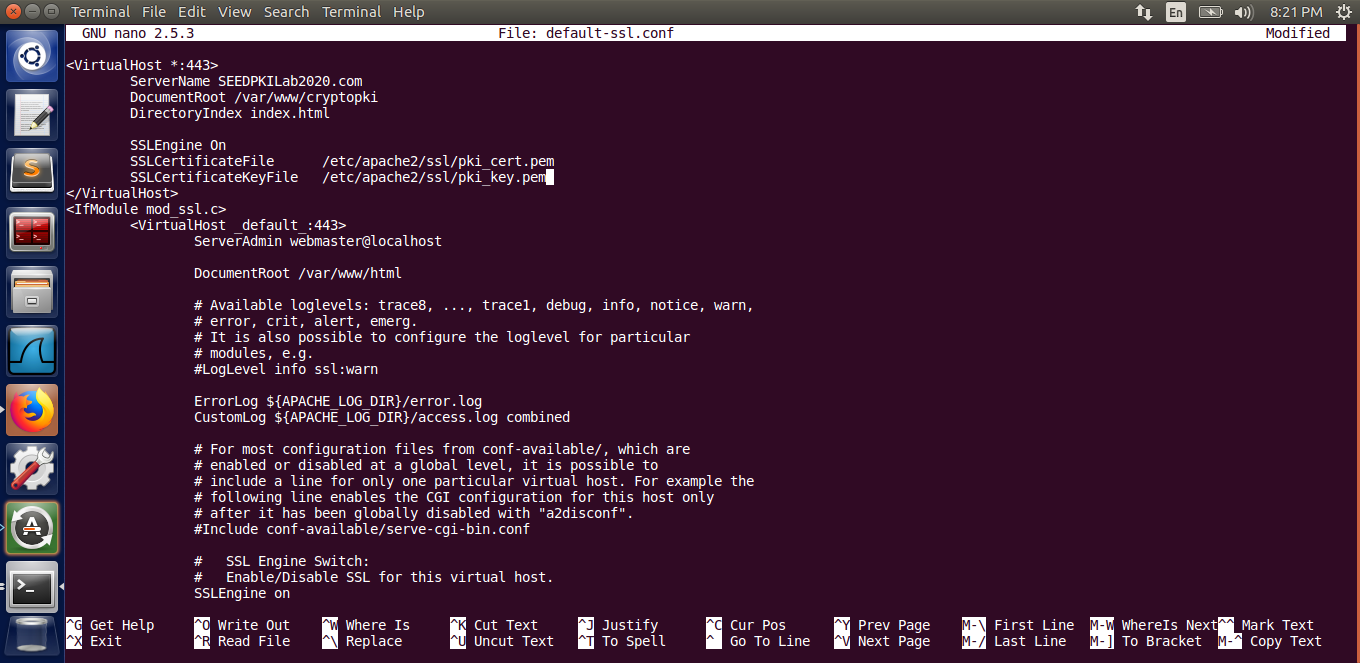 Terminal File Edit View Search Terminal Help En 8:21 PM
GNU nano 2.5.3 File: default-ssl.conf Modified
<VirtualHost *:443>
ServerName SEEDPKILab2020.com
DocumentRoot /var/www/cryptopki
DirectoryIndex index.html
SSLEngine On
SSLCertificateFile /etc/apache2/ssl/pki_cert.pem
SSLCertificateKeyFile /etc/apache2/ssl/pki_key.pem
</VirtualHost>
<IfModule mod_ssl.c>
<VirtualHost _default_:443>
ServerAdmin webmaster@localhost
DocumentRoot /var/www/html
# Available loglevels: trace8, ..., trace1, debug, info, notice, warn,
# error, crit, alert, emerg.
# It is also possible to configure the loglevel for particular
# modules, e.g.
#LogLevel info ssl:warn
ErrorLog ${APACHE_LOG_DIR}/error.log
CustomLog ${APACHE_LOG_DIR}/access.log combined
# For most configuration files from conf-available/, which are
# enabled or disabled at a global level, it is possible to
# include a line for only one particular virtual host. For example the
# following line enables the CGI configuration for this host only
# after it has been globally disabled with "a2disconf".
#Include conf-available/serve-cgi-bin.conf
#   SSL Engine Switch:
#   Enable/Disable SSL for this virtual host.
SSLEngine on
^G Get Help ^O Write Out ^W Where Is ^K Cut Text ^J Justify ^C Cur Pos ^Y Prev Page M-\ First Line M-W WhereIs Next ^^ Mark Text
^X Exit ^R Read File ^\ Replace ^U Uncut Text ^T To Spell ^_ Go To Line ^V Next Page M-/ Last Line M-] To Bracket M-^ Copy Text